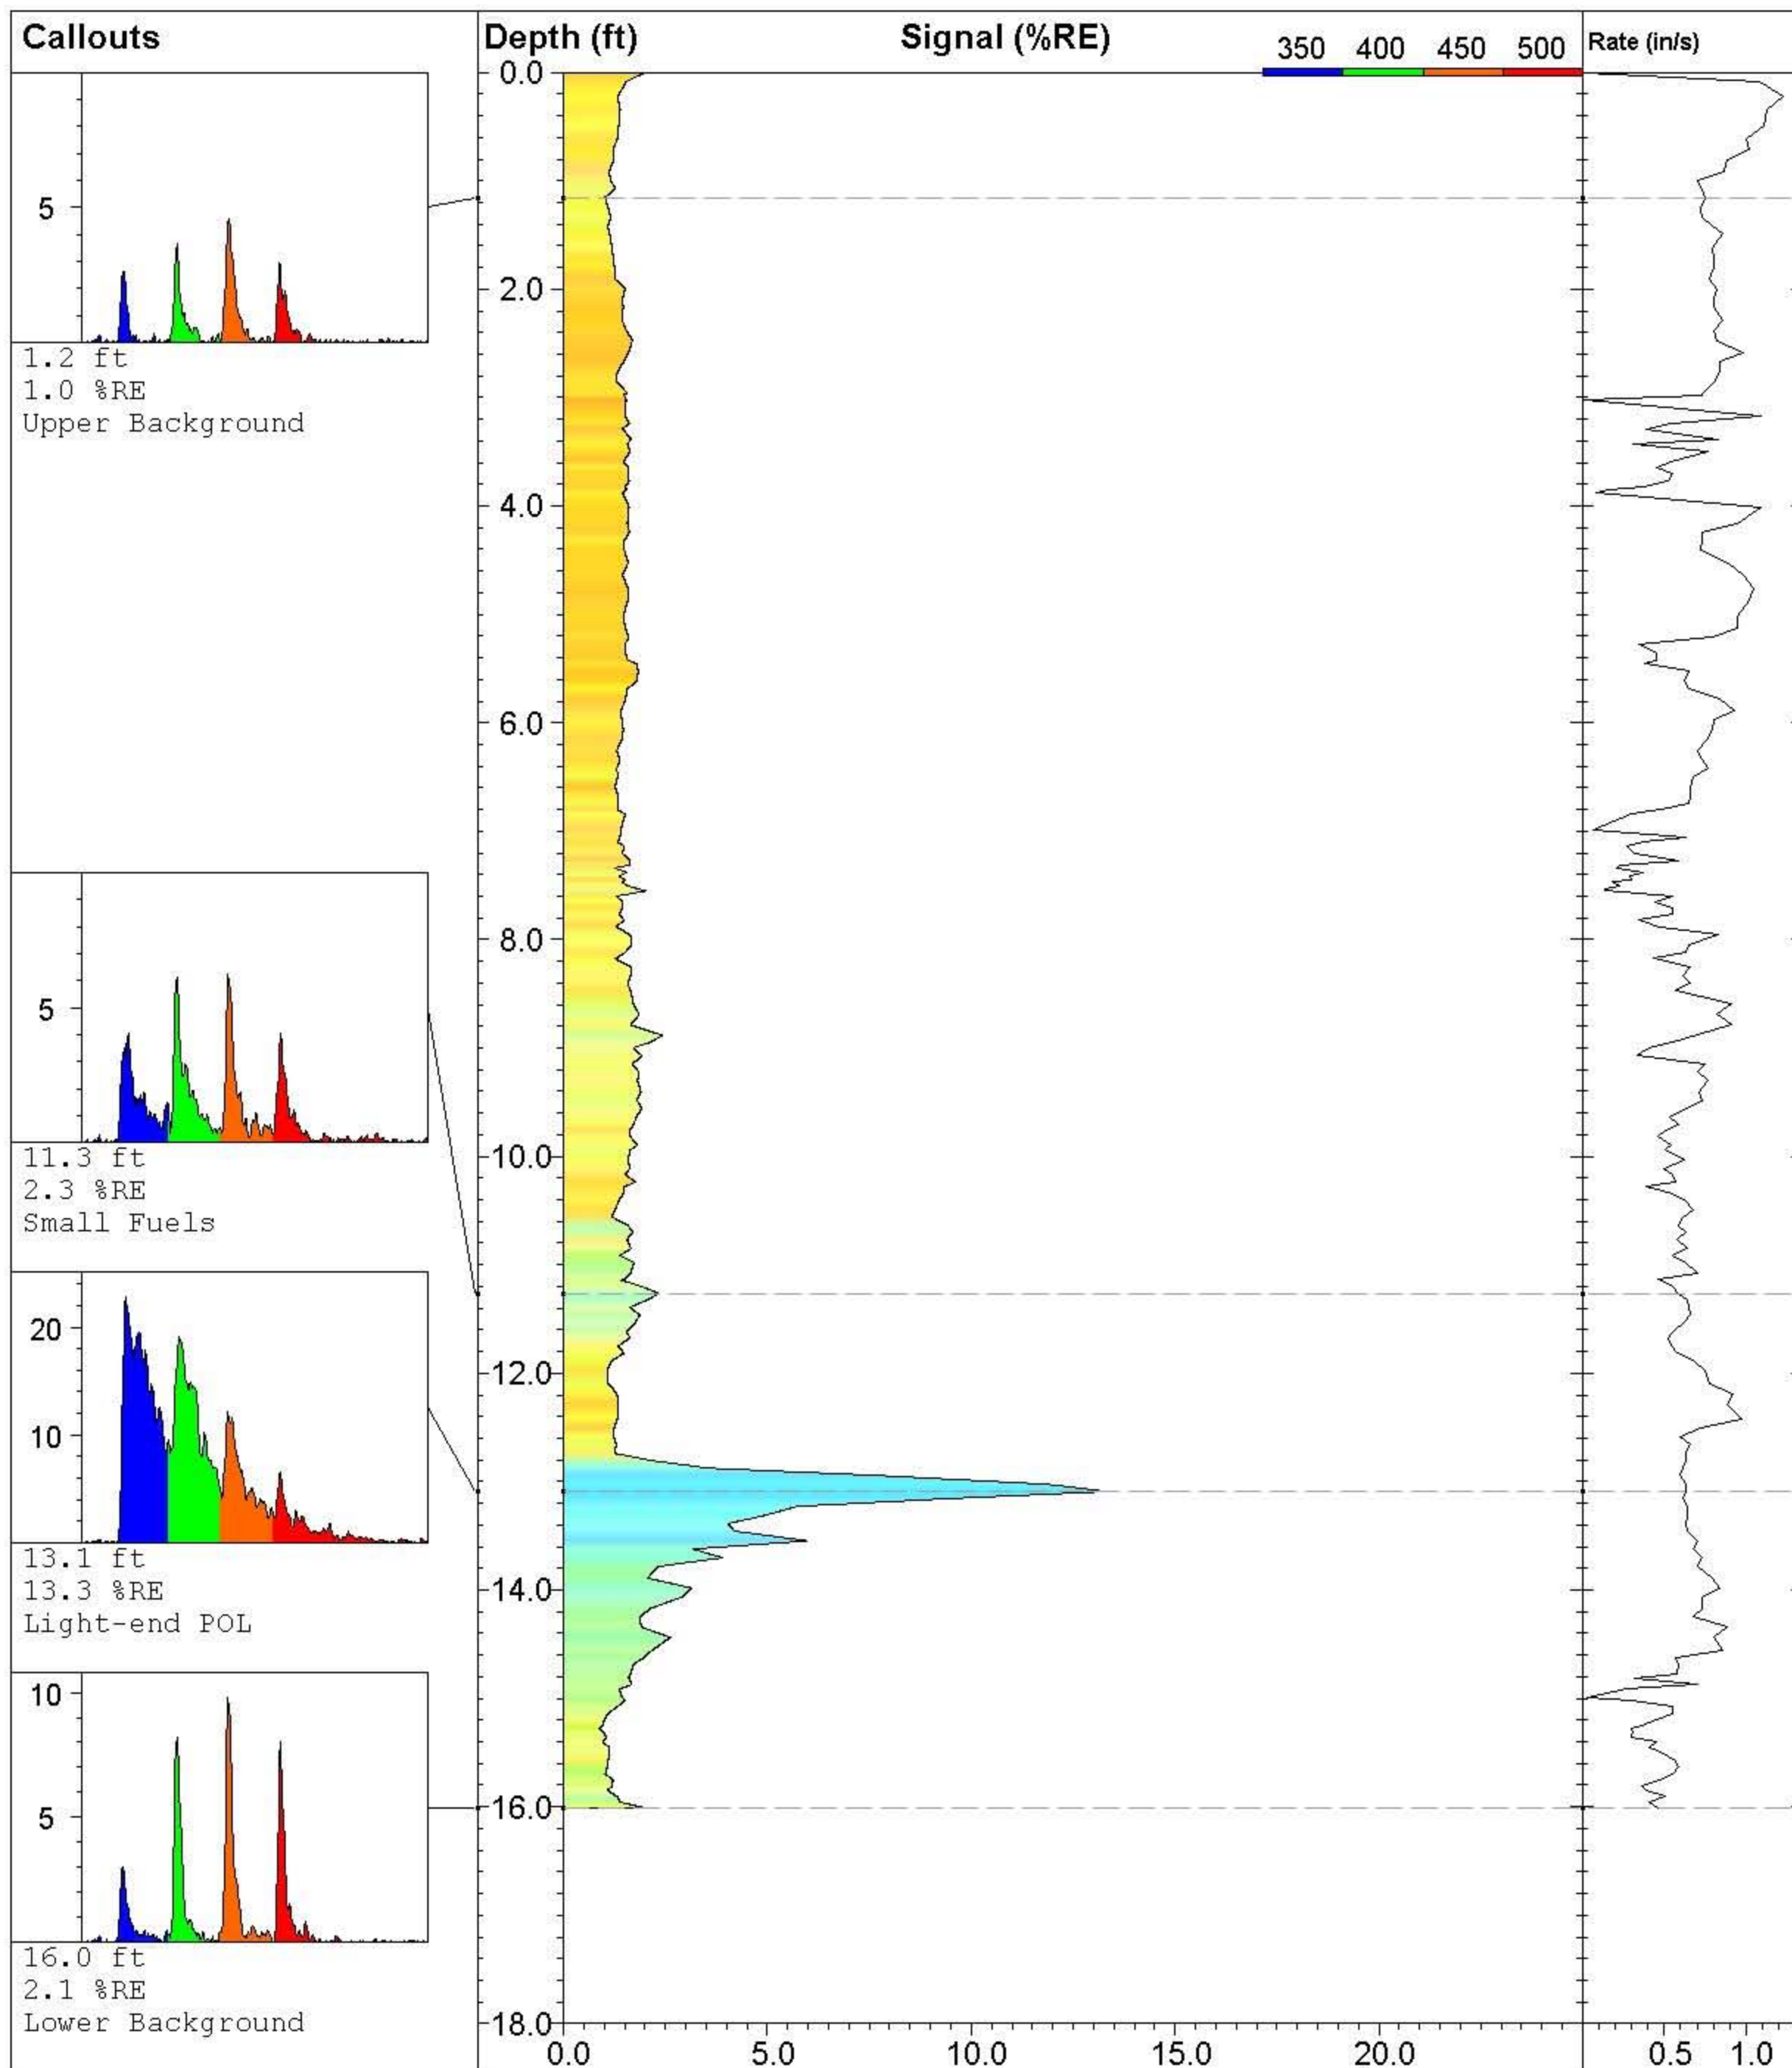 Callouts
Depth (ft)
Signal (%RE)
350 400 450 500
Rate (in/s)
5
1.2 ft
1.0 %RE
Upper Background
5
11.3 ft
2.3 %RE
Small Fuels
20
10
13.1 ft
13.3 %RE
Light-end POL
10
5
16.0 ft
2.1 %RE
Lower Background
0.0
2.0
4.0
6.0
8.0
10.0
12.0
14.0
16.0
18.0
0.0 5.0 10.0 15.0 20.0
0.5 1.0